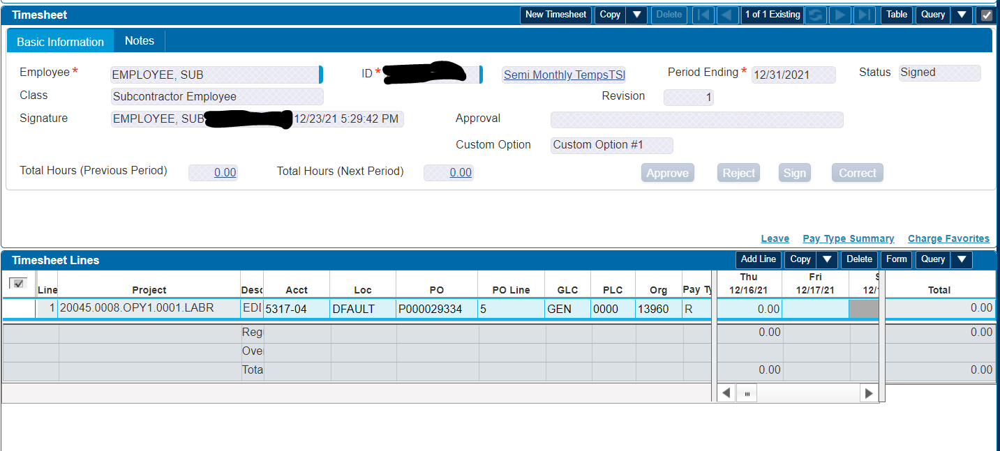 Timesheet New Timesheet Copy Delete 1 of 1 Existing Table Query
Basic Information Notes
Employee * EMPLOYEE, SUB ID * Semi Monthly TempsTSI Period Ending * 12/31/2021 Status Signed
Class Subcontractor Employee Revision 1
Signature EMPLOYEE, SUB 12/23/21 5:29:42 PM Approval
Custom Option Custom Option #1
Total Hours (Previous Period) 0.00 Total Hours (Next Period) 0.00 Approve Reject Sign Correct
Leave Pay Type Summary Charge Favorites
Timesheet Lines Add Line Copy Delete Form Query
Line Project Desc Acct Loc PO PO Line GLC PLC Org Pay Ty Thu 12/16/21 Fri 12/17/21 S 12/1 Total
1 20045.0008.OPY1.0001.LABR EDI 5317-04 DFAULT P000029334 5 GEN 0000 13960 R 0.00 0.00
Reg 0.00 0.00
Over
Tota 0.00 0.00